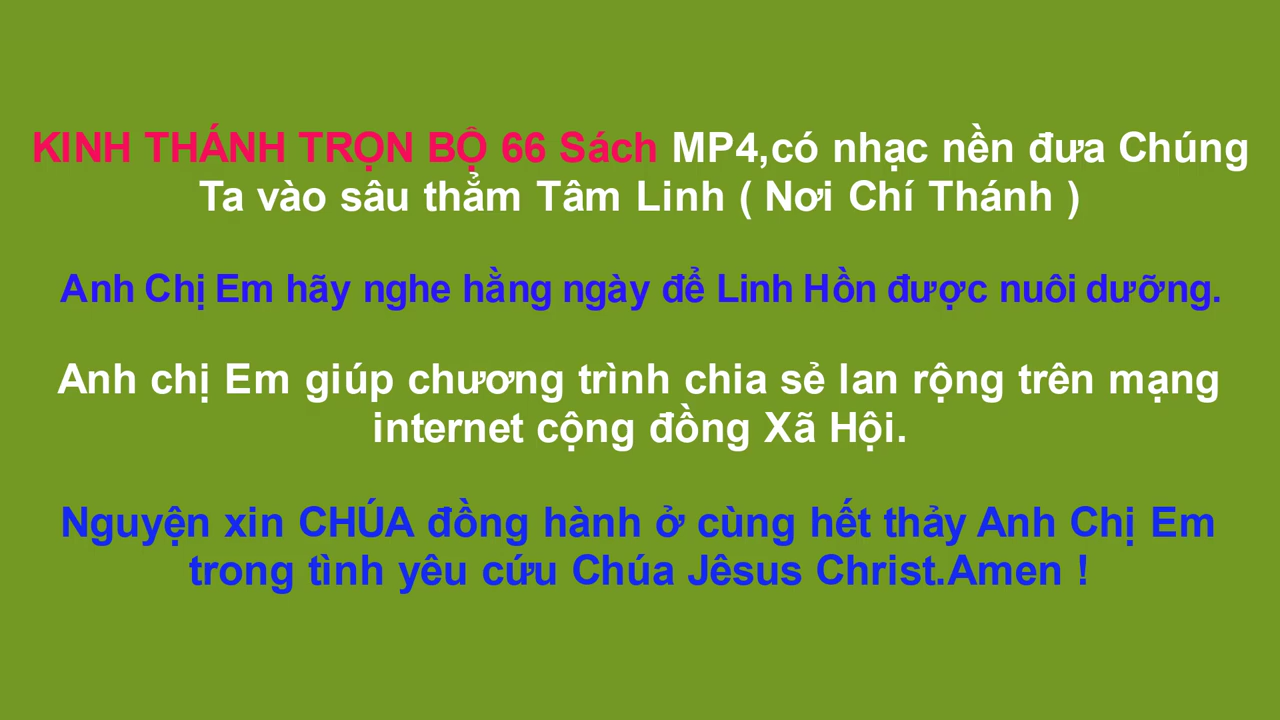 KINH THÁNH TRỌN BỘ 66 Sách MP4,có nhạc nền đưa Chúng
Ta vào sâu thẳm Tâm Linh ( Nơi Chí Thánh )
Anh Chị Em hãy nghe hằng ngày để Linh Hồn được nuôi dưỡng.
Anh chị Em giúp chương trình chia sẻ lan rộng trên mạng
internet cộng đồng Xã Hội.
Nguyện xin CHÚA đồng hành ở cùng hết thảy Anh Chị Em
trong tình yêu cứu Chúa Jêsus Christ.Amen !